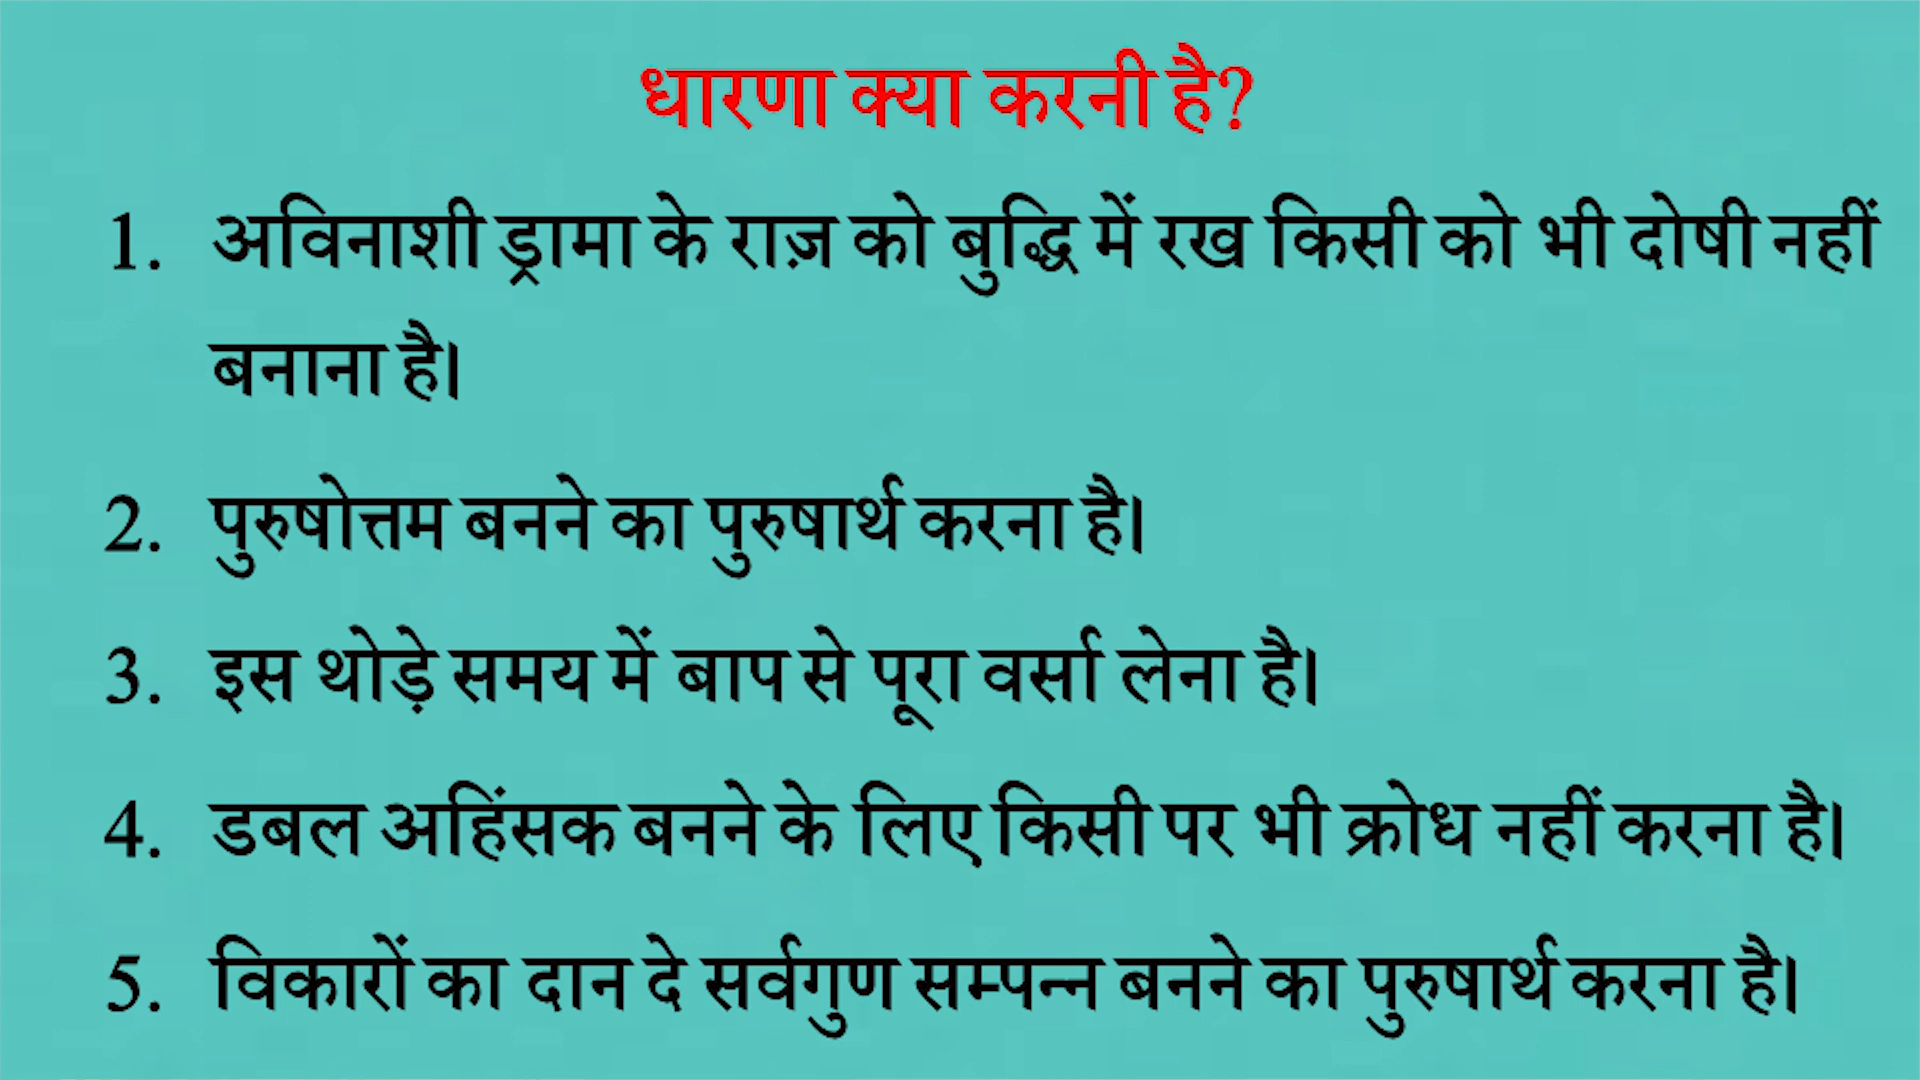 धारणा क्या करनी है?
1. अविनाशी ड्रामा के राज़ को बुद्धि में रख किसी को भी दोषी नहीं
बनाना है।
2. पुरुषोत्तम बनने का पुरुषार्थ करना है।
3. इस थोड़े समय में बाप से पूरा वर्सा लेना है।
4. डबल अहिंसक बनने के लिए किसी पर भी क्रोध नहीं करना है।
5. विकारों का दान दे सर्वगुण सम्पन्न बनने का पुरुषार्थ करना है।